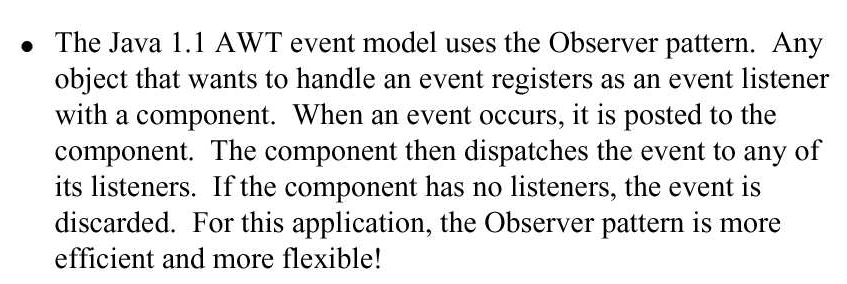 • The Java 1.1 AWT event model uses the Observer pattern.  Any
object that wants to handle an event registers as an event listener
with a component.  When an event occurs, it is posted to the
component.  The component then dispatches the event to any of
its listeners.  If the component has no listeners, the event is
discarded.  For this application, the Observer pattern is more
efficient and more flexible!